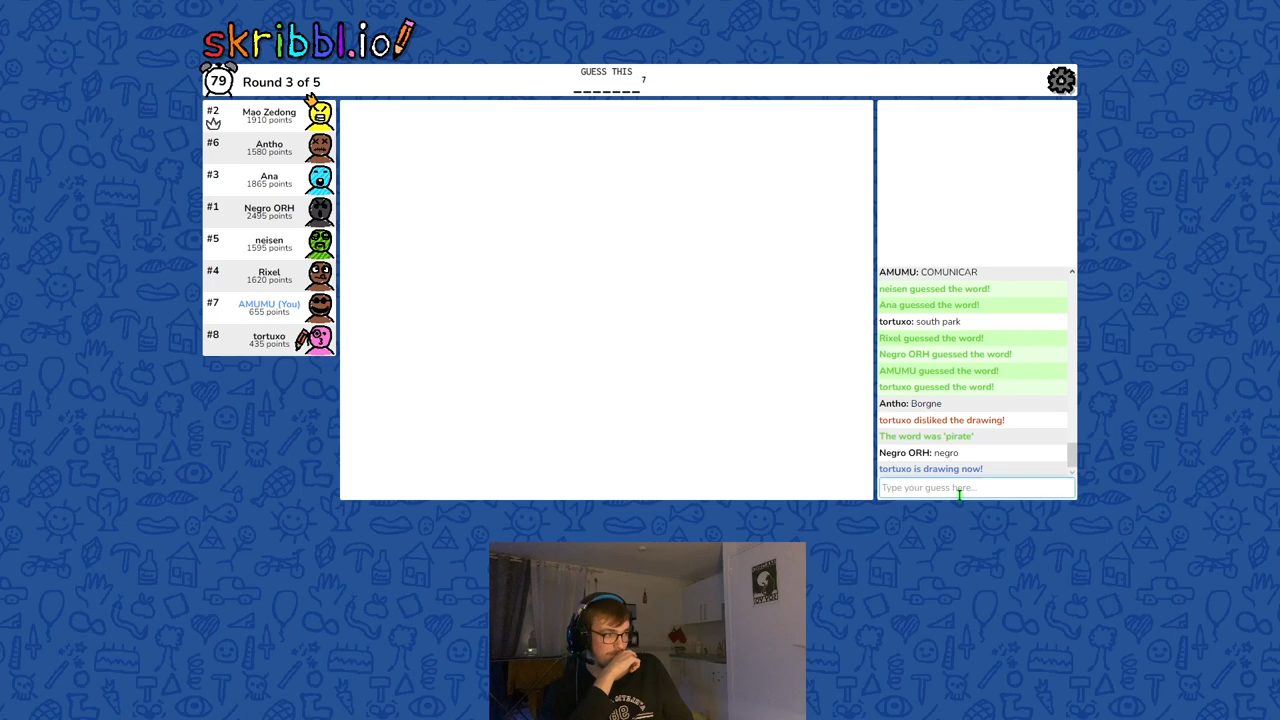 skribbl.io
79
Round 3 of 5
GUESS THIS
_______ 7
#2
Mao Zedong
1910 points
#6
Antho
1580 points
#3
Ana
1865 points
#1
Negro ORH
2495 points
#5
neisen
1595 points
#4
Rixel
1620 points
#7
AMUMU (You)
655 points
#8
tortuxo
435 points
AMUMU: COMUNICAR
neisen guessed the word!
Ana guessed the word!
tortuxo: south park
Rixel guessed the word!
Negro ORH guessed the word!
AMUMU guessed the word!
tortuxo guessed the word!
Antho: Borgne
tortuxo disliked the drawing!
The word was 'pirate'
Negro ORH: negro
tortuxo is drawing now!
Type your guess here...